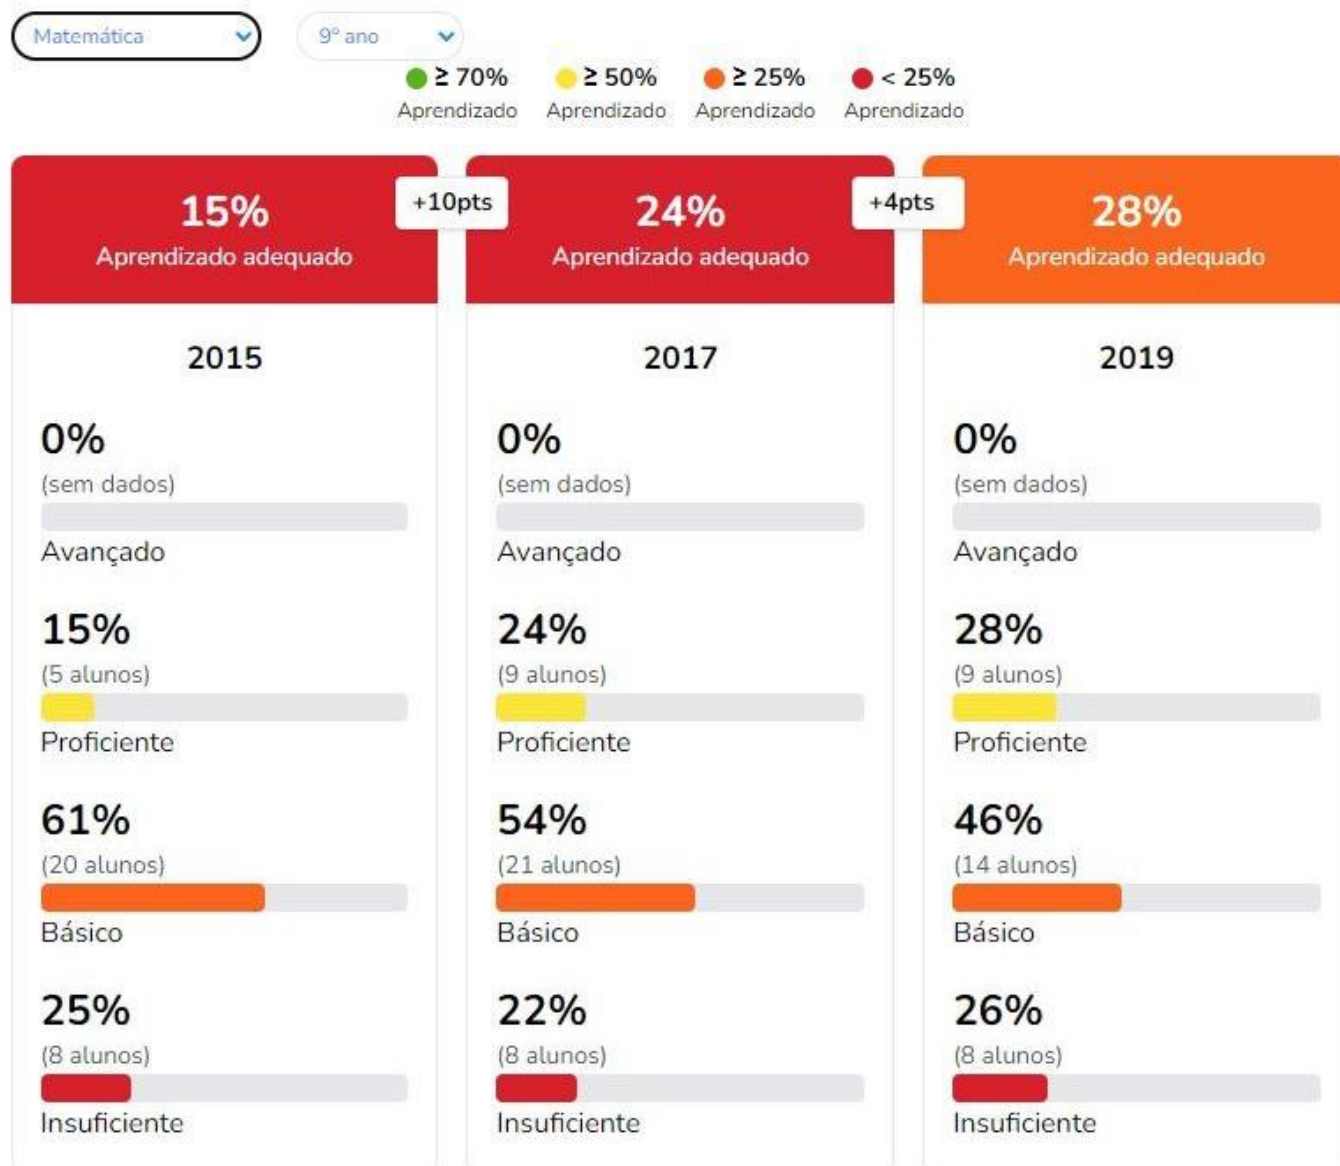 Matemática
9º ano
≥ 70%
Aprendizado
≥ 50%
Aprendizado
≥ 25%
Aprendizado
< 25%
Aprendizado
15%
Aprendizado adequado
+10pts
24%
Aprendizado adequado
+4pts
28%
Aprendizado adequado
2015
0%
(sem dados)
Avançado
15%
(5 alunos)
Proficiente
61%
(20 alunos)
Básico
25%
(8 alunos)
Insuficiente
2017
0%
(sem dados)
Avançado
24%
(9 alunos)
Proficiente
54%
(21 alunos)
Básico
22%
(8 alunos)
Insuficiente
2019
0%
(sem dados)
Avançado
28%
(9 alunos)
Proficiente
46%
(14 alunos)
Básico
26%
(8 alunos)
Insuficiente